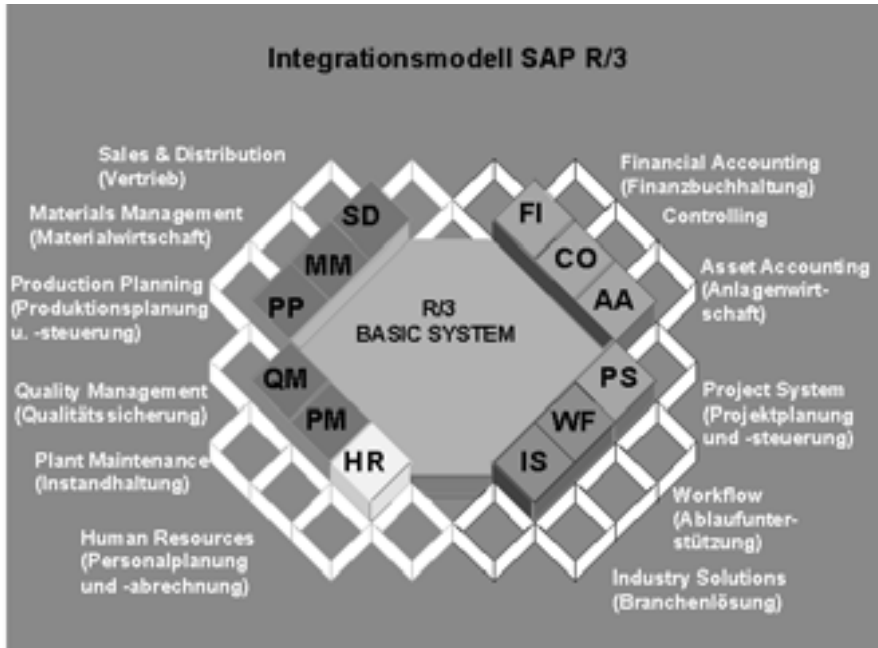 Integrationsmodell SAP R/3
Sales & Distribution
(Vertrieb)
Materials Management
(Materialwirtschaft)
Production Planning
(Produktionsplanung
u. -steuerung)
Quality Management
(Qualitätssicherung)
Plant Maintenance
(Instandhaltung)
Human Resources
(Personalplanung
und -abrechnung)
SD
MM
PP
QM
PM
HR
R/3
BASIC SYSTEM
FI
CO
AA
PS
WF
IS
Financial Accounting
(Finanzbuchhaltung)
Controlling
Asset Accounting
(Anlagenwirt-
schaft)
Project System
(Projektplanung
und -steuerung)
Workflow
(Ablaufunter-
stützung)
Industry Solutions
(Branchenlösung)